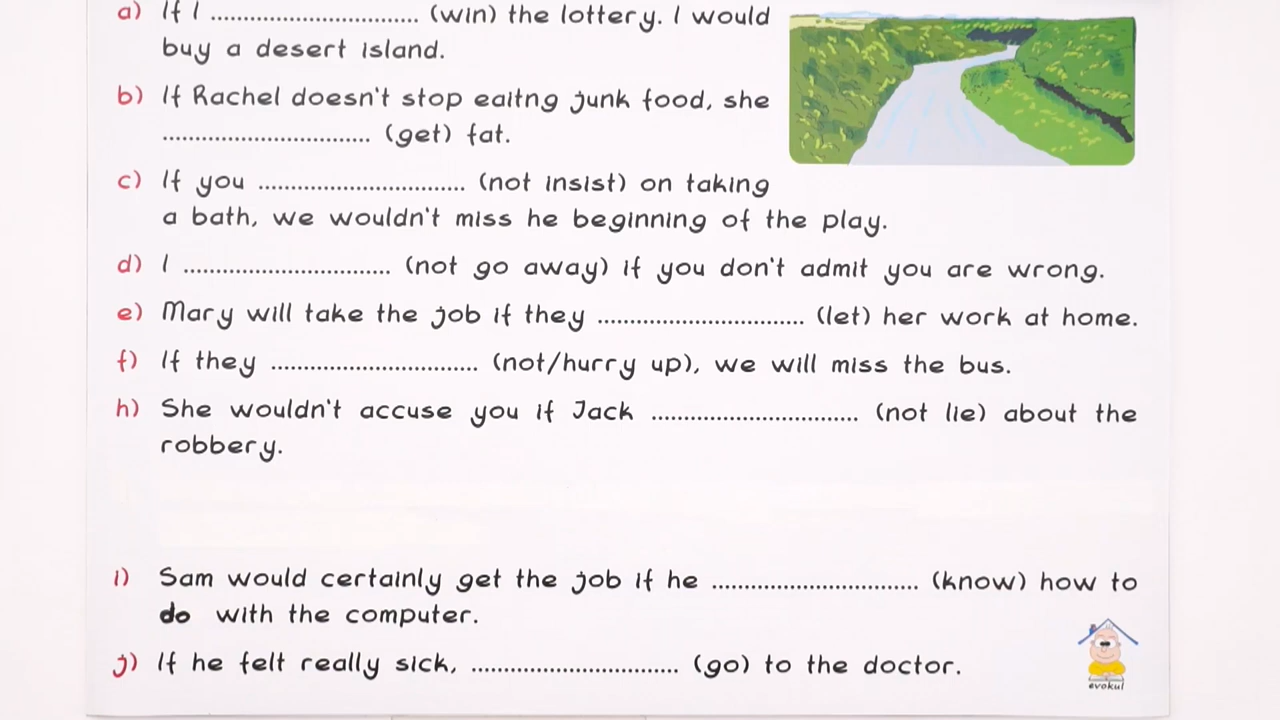 a) If I .............................. (win) the lottery. I would
buy a desert island.
b) If Rachel doesn't stop eaitng junk food, she
.............................. (get) fat.
c) If you .............................. (not insist) on taking
a bath, we wouldn't miss he beginning of the play.
d) I .............................. (not go away) if you don't admit you are wrong.
e) Mary will take the job if they .............................. (let) her work at home.
f) If they .............................. (not/hurry up), we will miss the bus.
h) She wouldn't accuse you if Jack .............................. (not lie) about the
robbery.
i) Sam would certainly get the job if he .............................. (know) how to
do with the computer.
j) If he felt really sick, .............................. (go) to the doctor.
evokul